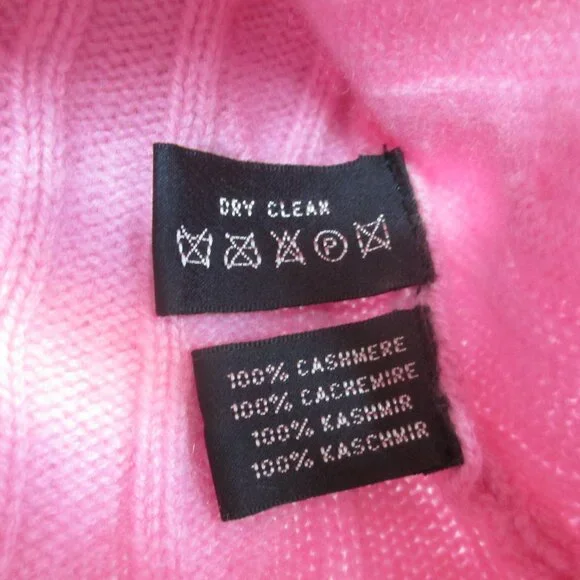 DRY CLEAN
P
100% CASHMERE
100% CACHEMIRE
100% KASHMIR
100% KASCHMIR